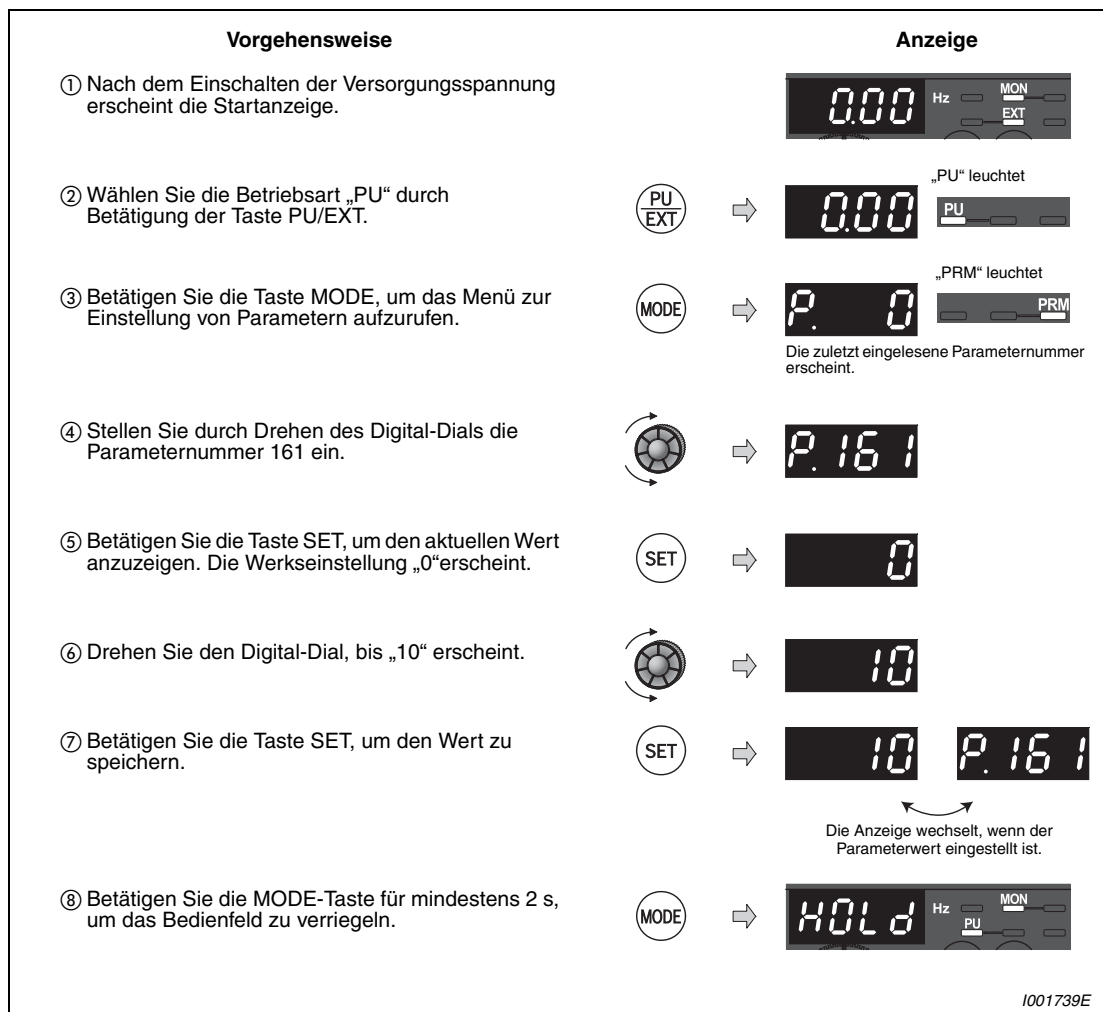 Vorgehensweise
Anzeige
① Nach dem Einschalten der Versorgungsspannung
erscheint die Startanzeige.
0.00 Hz MON
EXT
② Wählen Sie die Betriebsart „PU“ durch
Betätigung der Taste PU/EXT.
PU
EXT
0.00
„PU“ leuchtet
PU
③ Betätigen Sie die Taste MODE, um das Menü zur
Einstellung von Parametern aufzurufen.
MODE
P. 0
„PRM“ leuchtet
PRM
Die zuletzt eingelesene Parameternummer
erscheint.
④ Stellen Sie durch Drehen des Digital-Dials die
Parameternummer 161 ein.
P. 161
⑤ Betätigen Sie die Taste SET, um den aktuellen Wert
anzuzeigen. Die Werkseinstellung „0“erscheint.
SET
0
⑥ Drehen Sie den Digital-Dial, bis „10“ erscheint.
10
⑦ Betätigen Sie die Taste SET, um den Wert zu
speichern.
SET
10
P. 161
Die Anzeige wechselt, wenn der
Parameterwert eingestellt ist.
⑧ Betätigen Sie die MODE-Taste für mindestens 2 s,
um das Bedienfeld zu verriegeln.
MODE
HOLd Hz MON
PU
I001739E